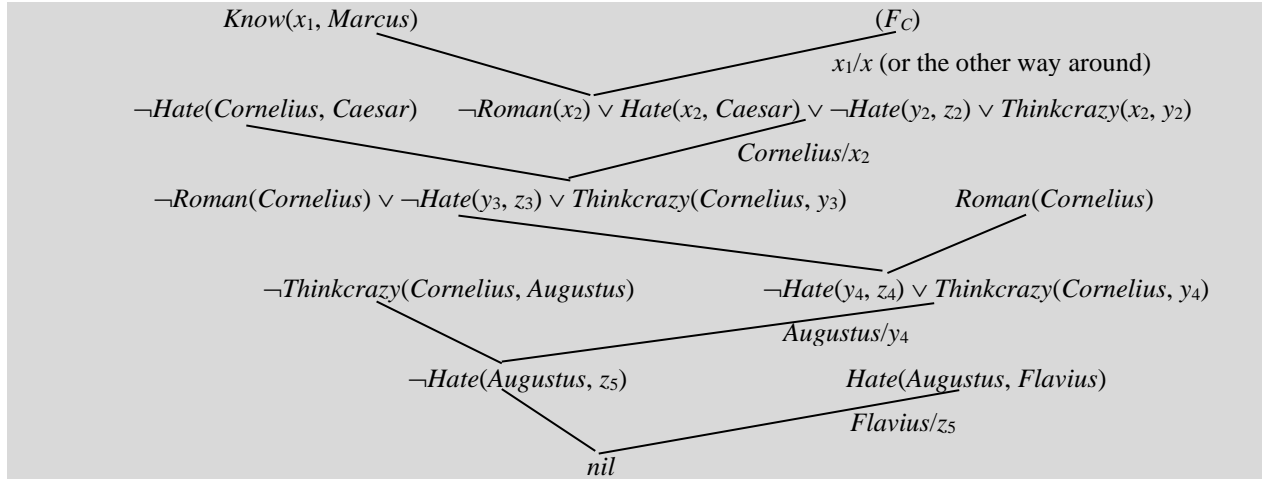 Know(x₁, Marcus) (F_C)
x₁/x (or the other way around)
¬Hate(Cornelius, Caesar) ¬Roman(x₂) ∨ Hate(x₂, Caesar) ∨ ¬Hate(y₂, z₂) ∨ Thinkcrazy(x₂, y₂)
Cornelius/x₂
¬Roman(Cornelius) ∨ ¬Hate(y₃, z₃) ∨ Thinkcrazy(Cornelius, y₃) Roman(Cornelius)
¬Thinkcrazy(Cornelius, Augustus) ¬Hate(y₄, z₄) ∨ Thinkcrazy(Cornelius, y₄)
Augustus/y₄
¬Hate(Augustus, z₅) Hate(Augustus, Flavius)
Flavius/z₅
nil